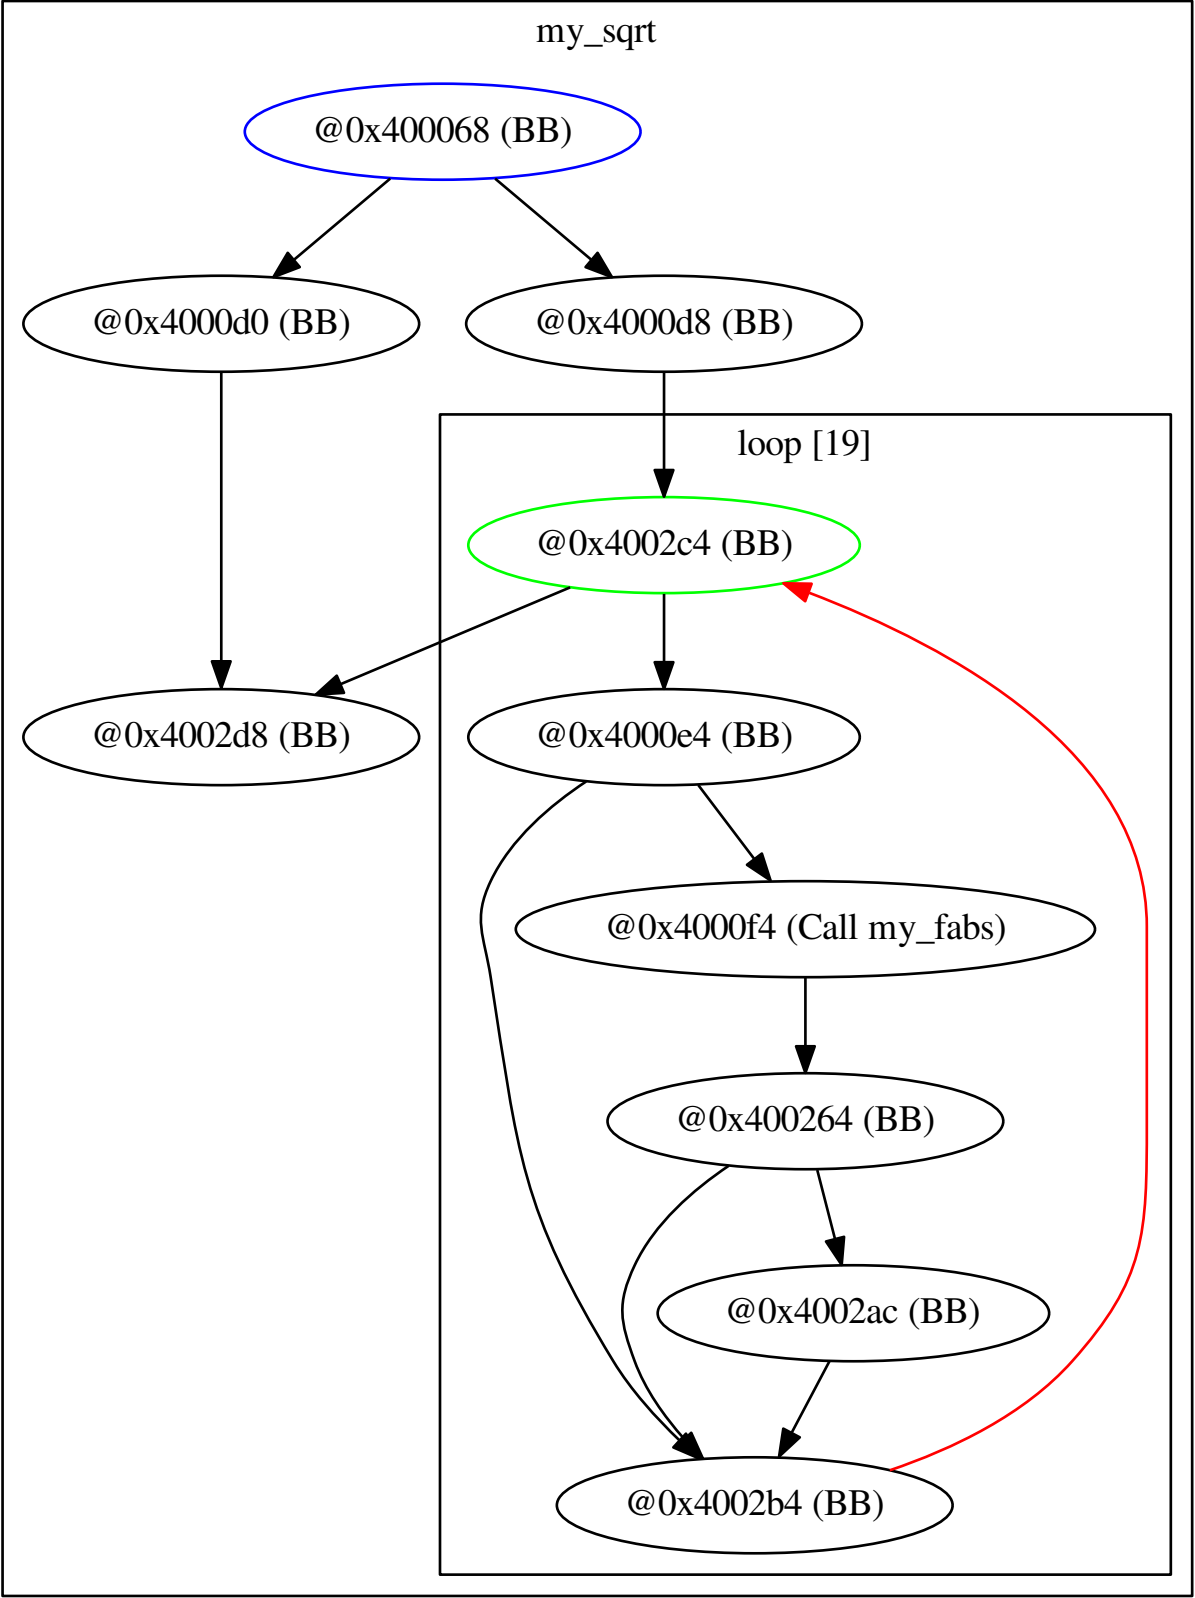 my_sqrt
@0x400068 (BB)
@0x4000d0 (BB)
@0x4000d8 (BB)
loop [19]
@0x4002c4 (BB)
@0x4002d8 (BB)
@0x4000e4 (BB)
@0x4000f4 (Call my_fabs)
@0x400264 (BB)
@0x4002ac (BB)
@0x4002b4 (BB)